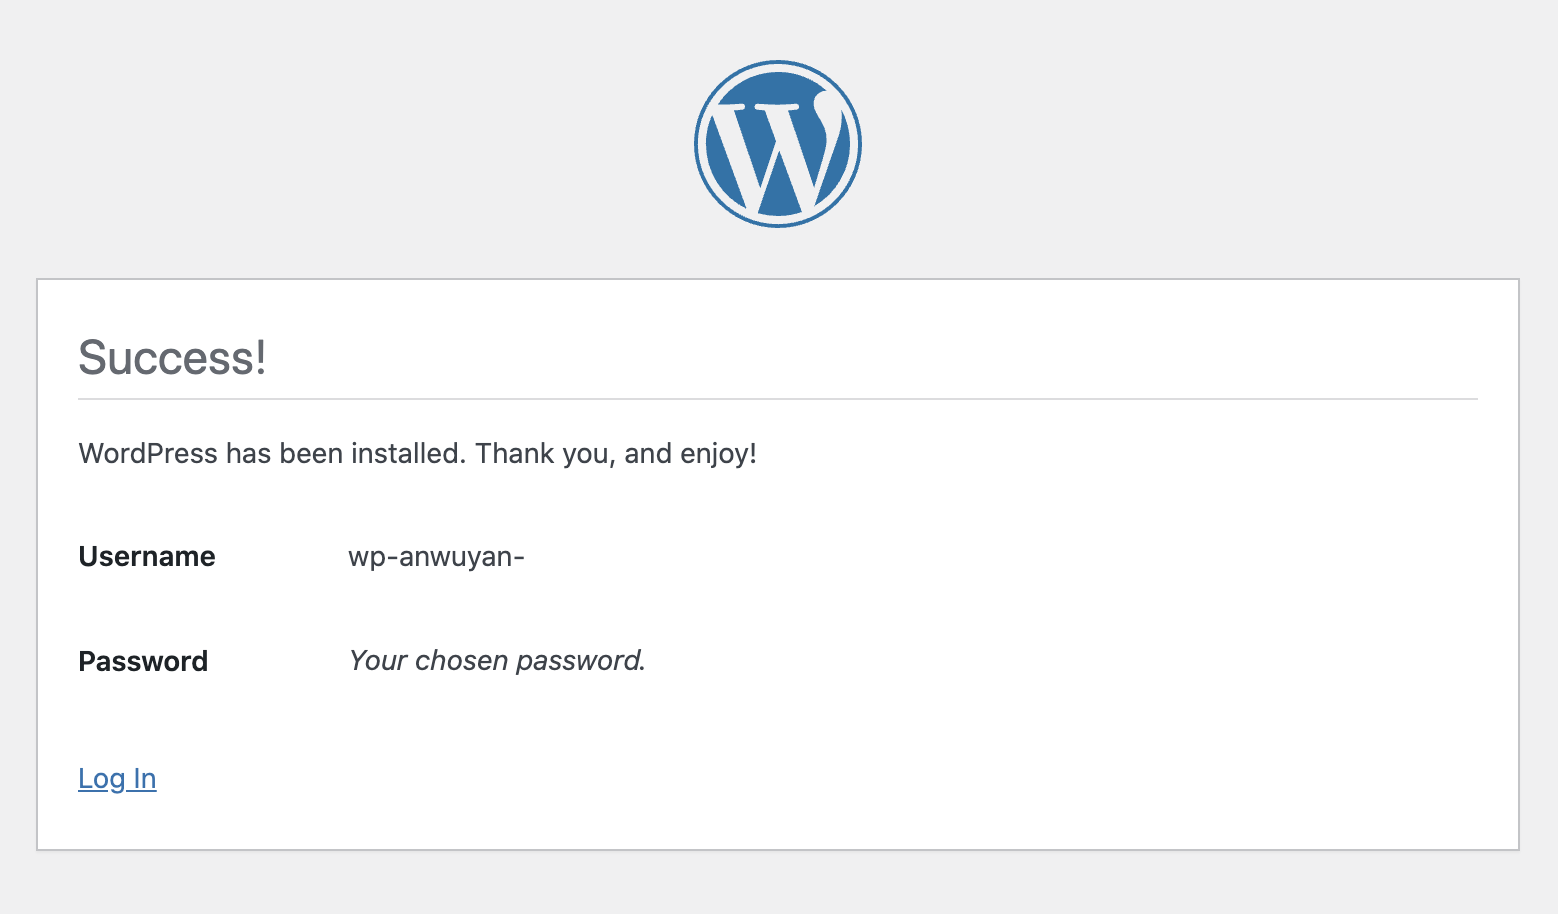 Success!
WordPress has been installed. Thank you, and enjoy!
Username wp-anwuyan-
Password Your chosen password.
Log In